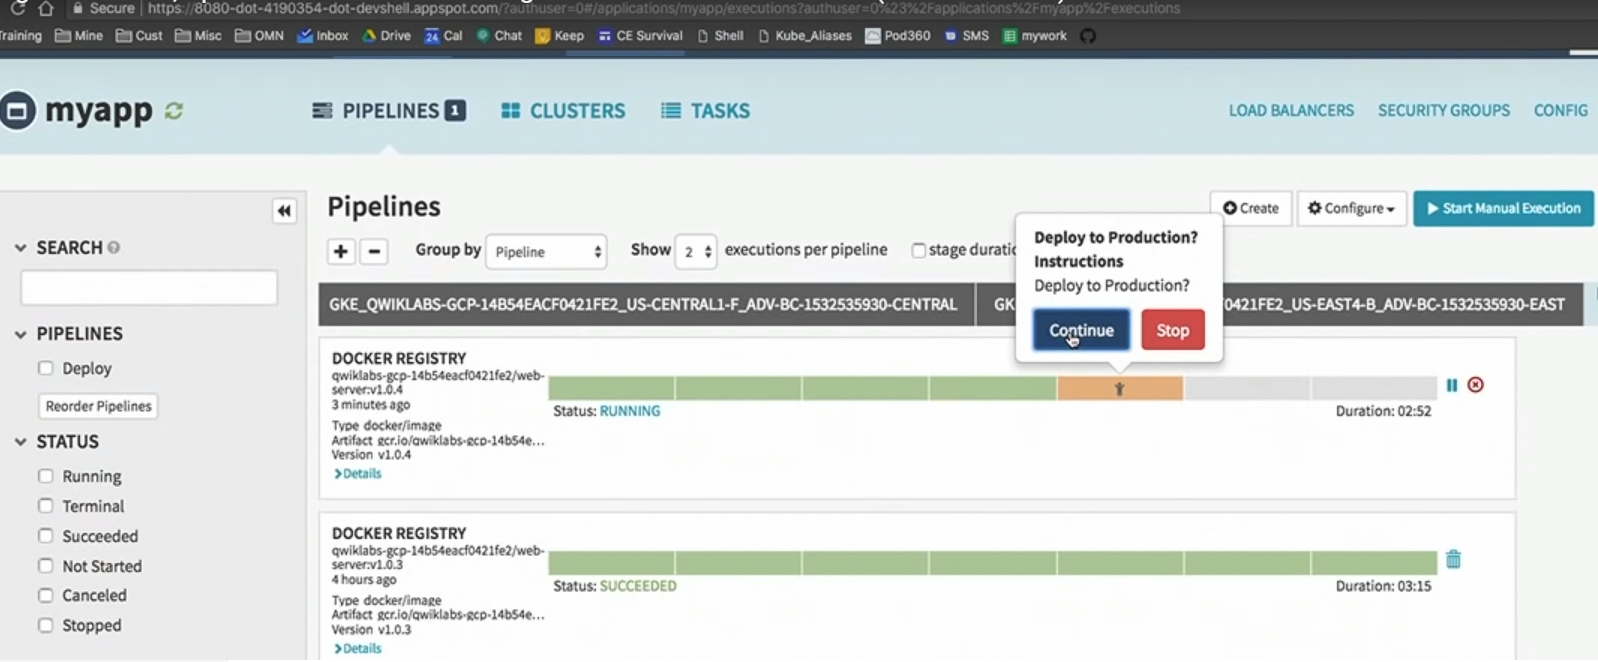 Secure | https://8080-dot-4190354-dot-devshell.appspot.com/?authuser=0#/applications/myapp/executions?authuser=0%23%2Fapplications%2Fmyapp%2Fexecutions
raining Mine Cust Misc OMN Inbox Drive 24 Cal Chat Keep CE Survival Shell Kube_Aliases Pod360 SMS mywork
myapp PIPELINES 1 CLUSTERS TASKS LOAD BALANCERS SECURITY GROUPS CONFIG
Pipelines
Create Configure Start Manual Execution
SEARCH
PIPELINES
Deploy
Reorder Pipelines
STATUS
Running
Terminal
Succeeded
Not Started
Canceled
Stopped
Group by Pipeline Show 2 executions per pipeline stage duratio
Deploy to Production?
Instructions
Deploy to Production?
Continue Stop
GKE_QWIKLABS-GCP-14B54EACF0421FE2_US-CENTRAL1-F_ADV-BC-1532535930-CENTRAL GK 0421FE2_US-EAST4-B_ADV-BC-1532535930-EAST
DOCKER REGISTRY
qwiklabs-gcp-14b54eacf0421fe2/web-
server:v1.0.4
3 minutes ago
Type docker/image
Artifact gcr.io/qwiklabs-gcp-14b54e...
Version v1.0.4
Details
Status: RUNNING Duration: 02:52
DOCKER REGISTRY
qwiklabs-gcp-14b54eacf0421fe2/web-
server:v1.0.3
4 hours ago
Type docker/image
Artifact gcr.io/qwiklabs-gcp-14b54e...
Version v1.0.3
Details
Status: SUCCEEDED Duration: 03:15